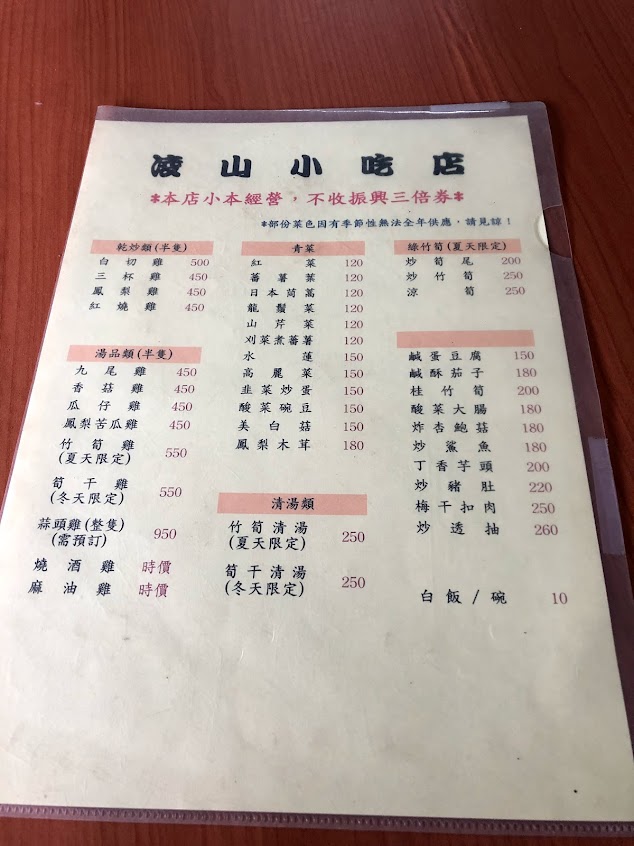 凌山小吃店
*本店小本經營，不收振興三倍券*
*部份菜色因有季節性無法全年供應，請見諒！
乾炒類(半隻)
白切雞 500
三杯雞 450
鳳梨雞 450
紅燒雞 450
湯品類(半隻)
九尾雞 450
香菇雞 450
瓜仔雞 450
鳳梨苦瓜雞 450
竹筍雞
(夏天限定) 550
筍干雞
(冬天限定) 550
蒜頭雞(整隻)
(需預訂) 950
燒酒雞 時價
麻油雞 時價
青菜
紅菜 120
蕃薯葉 120
日本茼蒿 120
龍鬚菜 120
山芹菜 120
刈菜煮蕃薯 120
水蓮 150
高麗菜 150
韭菜炒蛋 150
酸菜碗豆 150
美白菇 150
鳳梨木茸 180
清湯類
竹筍清湯
(夏天限定) 250
筍干清湯
(冬天限定) 250
綠竹筍(夏天限定)
炒筍尾 200
炒竹筍 250
涼筍 250
鹹蛋豆腐 150
鹹酥茄子 180
桂竹筍 200
酸菜大腸 180
炸杏鮑菇 180
炒鯊魚 180
丁香芋頭 200
炒豬肚 220
梅干扣肉 250
炒透抽 260
白飯/碗 10